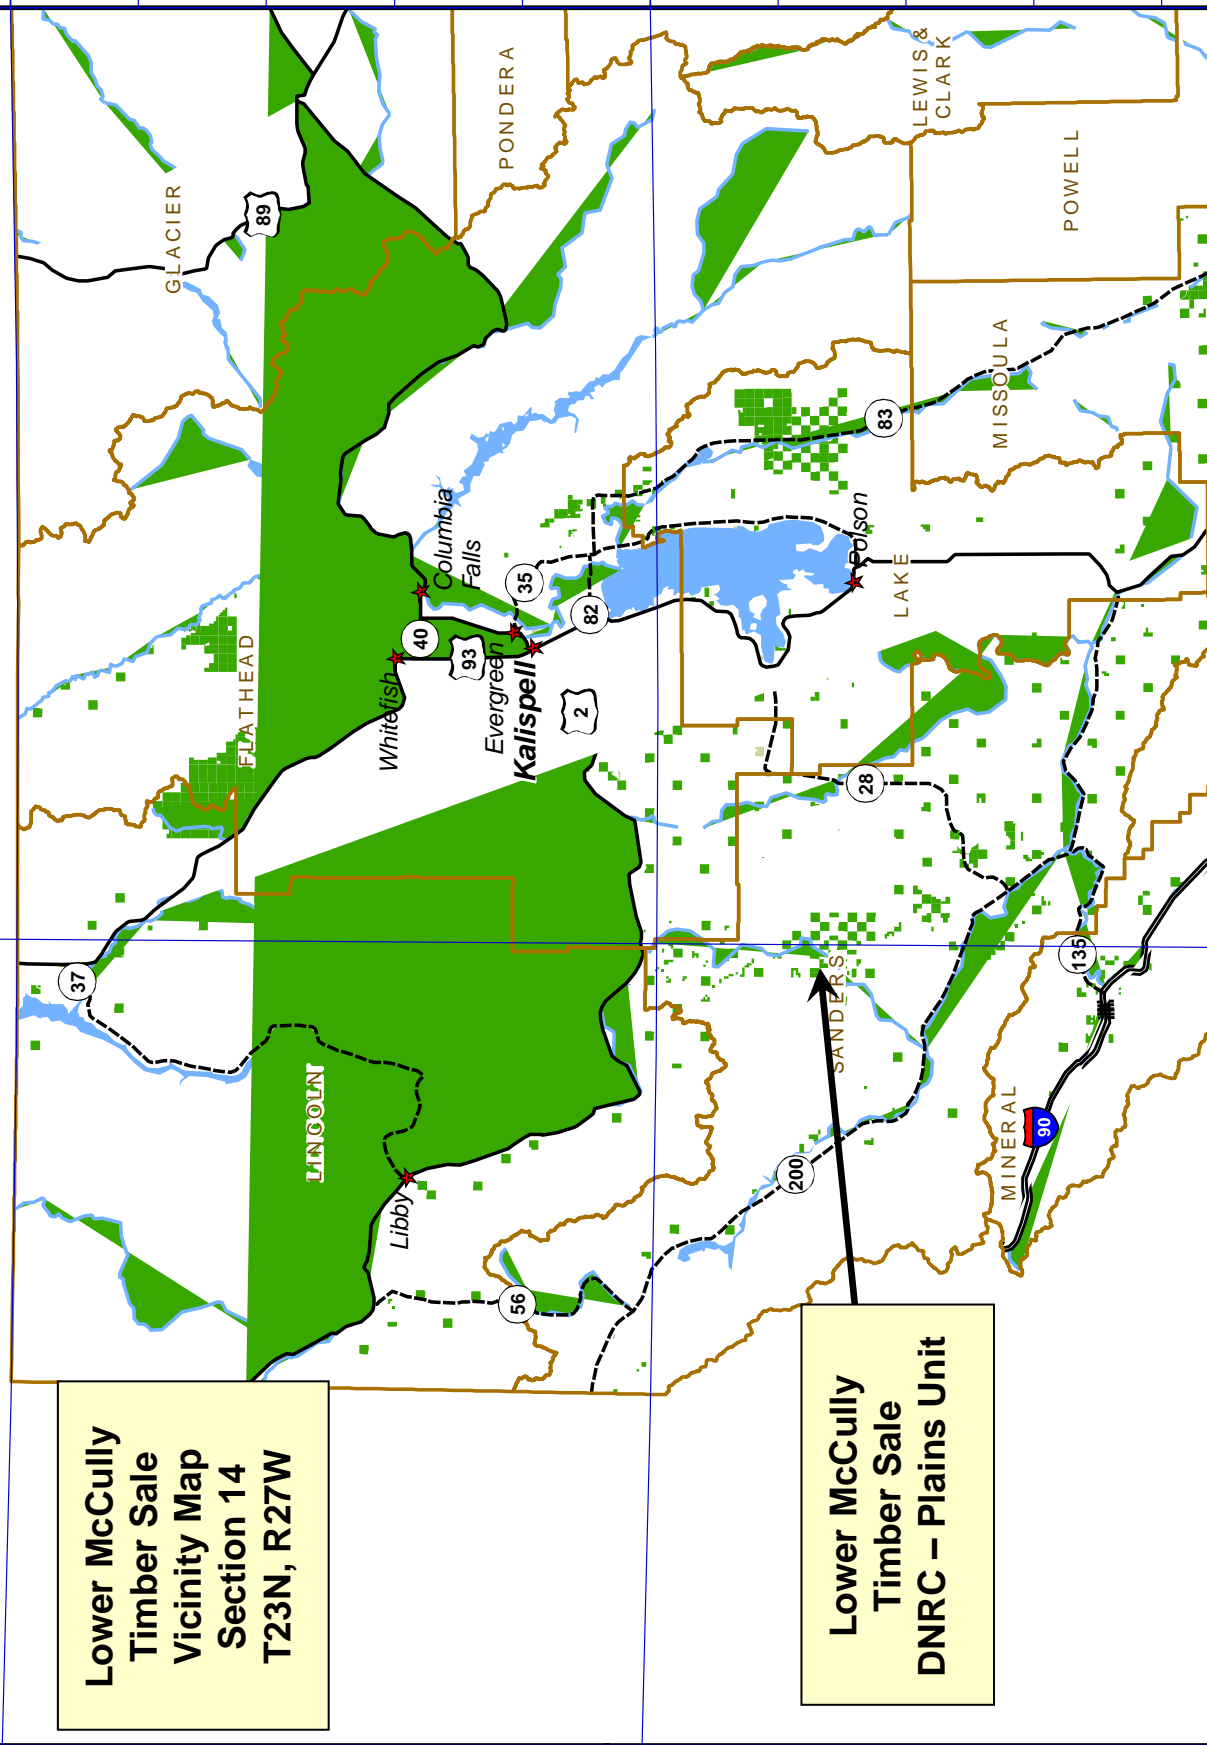 Lower McCully
Timber Sale
Vicinity Map
Section 14
T23N, R27W
GLACIER
89
PONDERA
LEWIS &
CLARK
POWELL
37
FLATHEAD
Whitefish
40
Columbia
Falls
93
Evergreen
Kalispell
35
2
82
83
MISSOULA
Polson
LAKE
28
LINCOLN
Libby
56
SANDERS
200
135
MINERAL
90
Lower McCully
Timber Sale
DNRC – Plains Unit